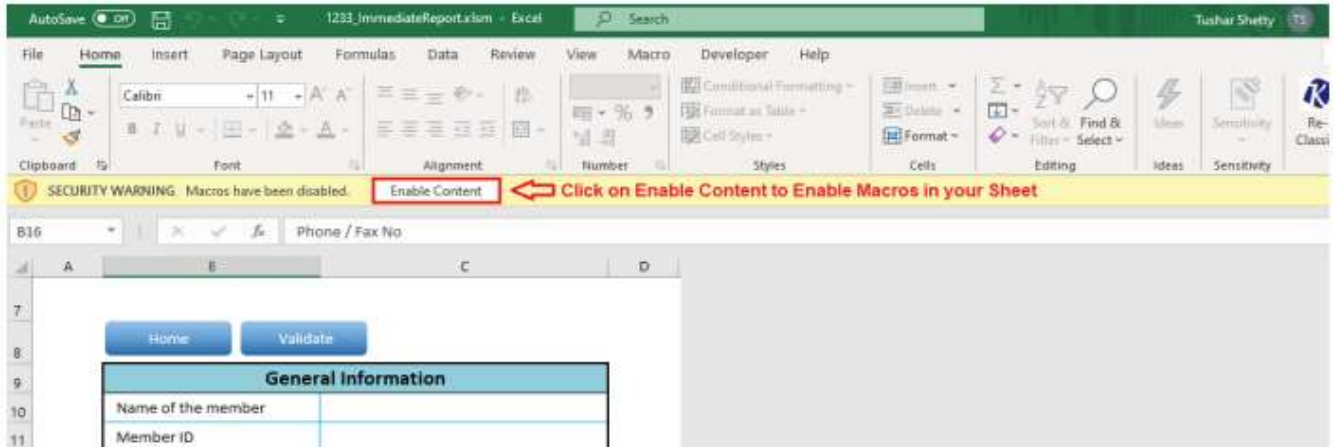 AutoSave Off 1233_ImmediateReport.xlsm - Excel Search Tushar Shetty TS
File Home Insert Page Layout Formulas Data Review View Macro Developer Help
Calibri 11 A A Conditional Formatting Insert
Paste B I U A % Format as Table Delete Sort & Find & Ideas Sensitivity Re-
Cell Styles Format Filter Select Classi
Clipboard Font Alignment Number Styles Cells Editing Ideas Sensitivity
SECURITY WARNING Macros have been disabled. Enable Content Click on Enable Content to Enable Macros in your Sheet
B16 fx Phone / Fax No
A B C D
7
8 Home Validate
9 General Information
10 Name of the member
11 Member ID